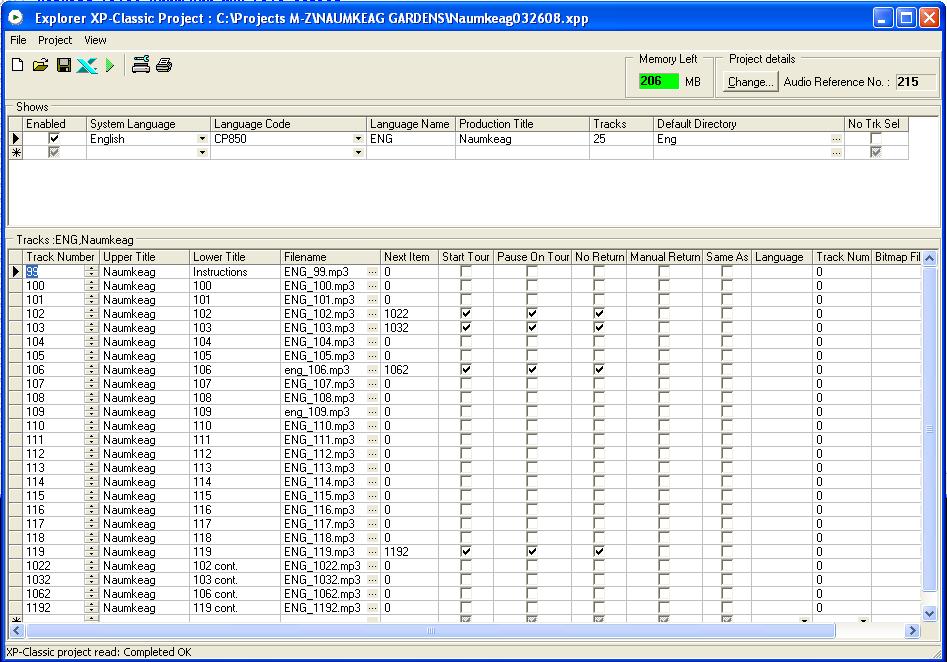 Explorer XP-Classic Project : C:\Projects M-Z\NAUMKEAG GARDENS\Naumkeag032608.xpp
File Project View
Memory Left
206 MB
Project details
Change... Audio Reference No. : 215
Shows
Enabled System Language Language Code Language Name Production Title Tracks Default Directory No Trk Sel
English CP850 ENG Naumkeag 25 Eng ...
...
Tracks :ENG,Naumkeag
Track Number Upper Title Lower Title Filename Next Item Start Tour Pause On Tour No Return Manual Return Same As Language Track Num Bitmap Fil
99 Naumkeag Instructions ENG_99.mp3 ... 0 0
100 Naumkeag 100 ENG_100.mp3 ... 0 0
101 Naumkeag 101 ENG_101.mp3 ... 0 0
102 Naumkeag 102 ENG_102.mp3 ... 1022 0
103 Naumkeag 103 ENG_103.mp3 ... 1032 0
104 Naumkeag 104 ENG_104.mp3 ... 0 0
105 Naumkeag 105 ENG_105.mp3 ... 0 0
106 Naumkeag 106 eng_106.mp3 ... 1062 0
107 Naumkeag 107 ENG_107.mp3 ... 0 0
108 Naumkeag 108 ENG_108.mp3 ... 0 0
109 Naumkeag 109 eng_109.mp3 ... 0 0
110 Naumkeag 110 ENG_110.mp3 ... 0 0
111 Naumkeag 111 ENG_111.mp3 ... 0 0
112 Naumkeag 112 ENG_112.mp3 ... 0 0
113 Naumkeag 113 ENG_113.mp3 ... 0 0
114 Naumkeag 114 ENG_114.mp3 ... 0 0
115 Naumkeag 115 ENG_115.mp3 ... 0 0
116 Naumkeag 116 ENG_116.mp3 ... 0 0
117 Naumkeag 117 ENG_117.mp3 ... 0 0
118 Naumkeag 118 ENG_118.mp3 ... 0 0
119 Naumkeag 119 ENG_119.mp3 ... 1192 0
1022 Naumkeag 102 cont. ENG_1022.mp3 ... 0 0
1032 Naumkeag 103 cont. ENG_1032.mp3 ... 0 0
1062 Naumkeag 106 cont. ENG_1062.mp3 ... 0 0
1192 Naumkeag 119 cont. ENG_1192.mp3 ... 0 0
XP-Classic project read: Completed OK